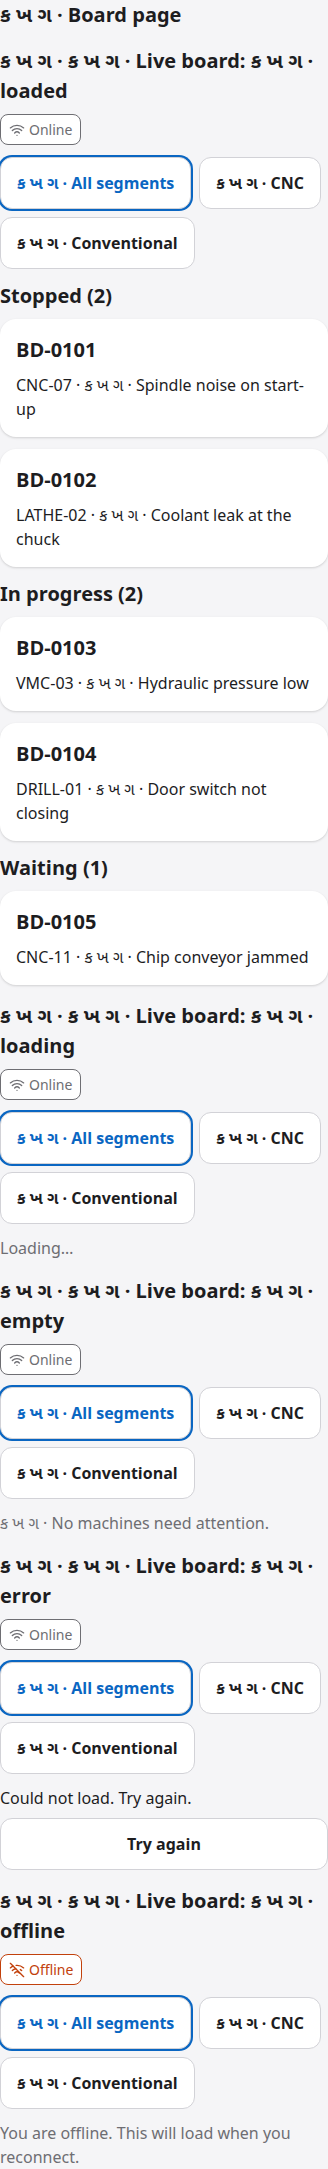 ક ખ ગ · Board page
ક ખ ગ · ક ખ ગ · Live board: ક ખ ગ ·
loaded
Online
ક ખ ગ · All segments
ક ખ ગ · CNC
ક ખ ગ · Conventional
Stopped (2)
BD-0101
CNC-07 · ક ખ ગ · Spindle noise on start-
up
BD-0102
LATHE-02 · ક ખ ગ · Coolant leak at the
chuck
In progress (2)
BD-0103
VMC-03 · ક ખ ગ · Hydraulic pressure low
BD-0104
DRILL-01 · ક ખ ગ · Door switch not
closing
Waiting (1)
BD-0105
CNC-11 · ક ખ ગ · Chip conveyor jammed
ક ખ ગ · ક ખ ગ · Live board: ક ખ ગ ·
loading
Online
ક ખ ગ · All segments
ક ખ ગ · CNC
ક ખ ગ · Conventional
Loading...
ક ખ ગ · ક ખ ગ · Live board: ક ખ ગ ·
empty
Online
ક ખ ગ · All segments
ક ખ ગ · CNC
ક ખ ગ · Conventional
ક ખ ગ · No machines need attention.
ક ખ ગ · ક ખ ગ · Live board: ક ખ ગ ·
error
Online
ક ખ ગ · All segments
ક ખ ગ · CNC
ક ખ ગ · Conventional
Could not load. Try again.
Try again
ક ખ ગ · ક ખ ગ · Live board: ક ખ ગ ·
offline
Offline
ક ખ ગ · All segments
ક ખ ગ · CNC
ક ખ ગ · Conventional
You are offline. This will load when you
reconnect.